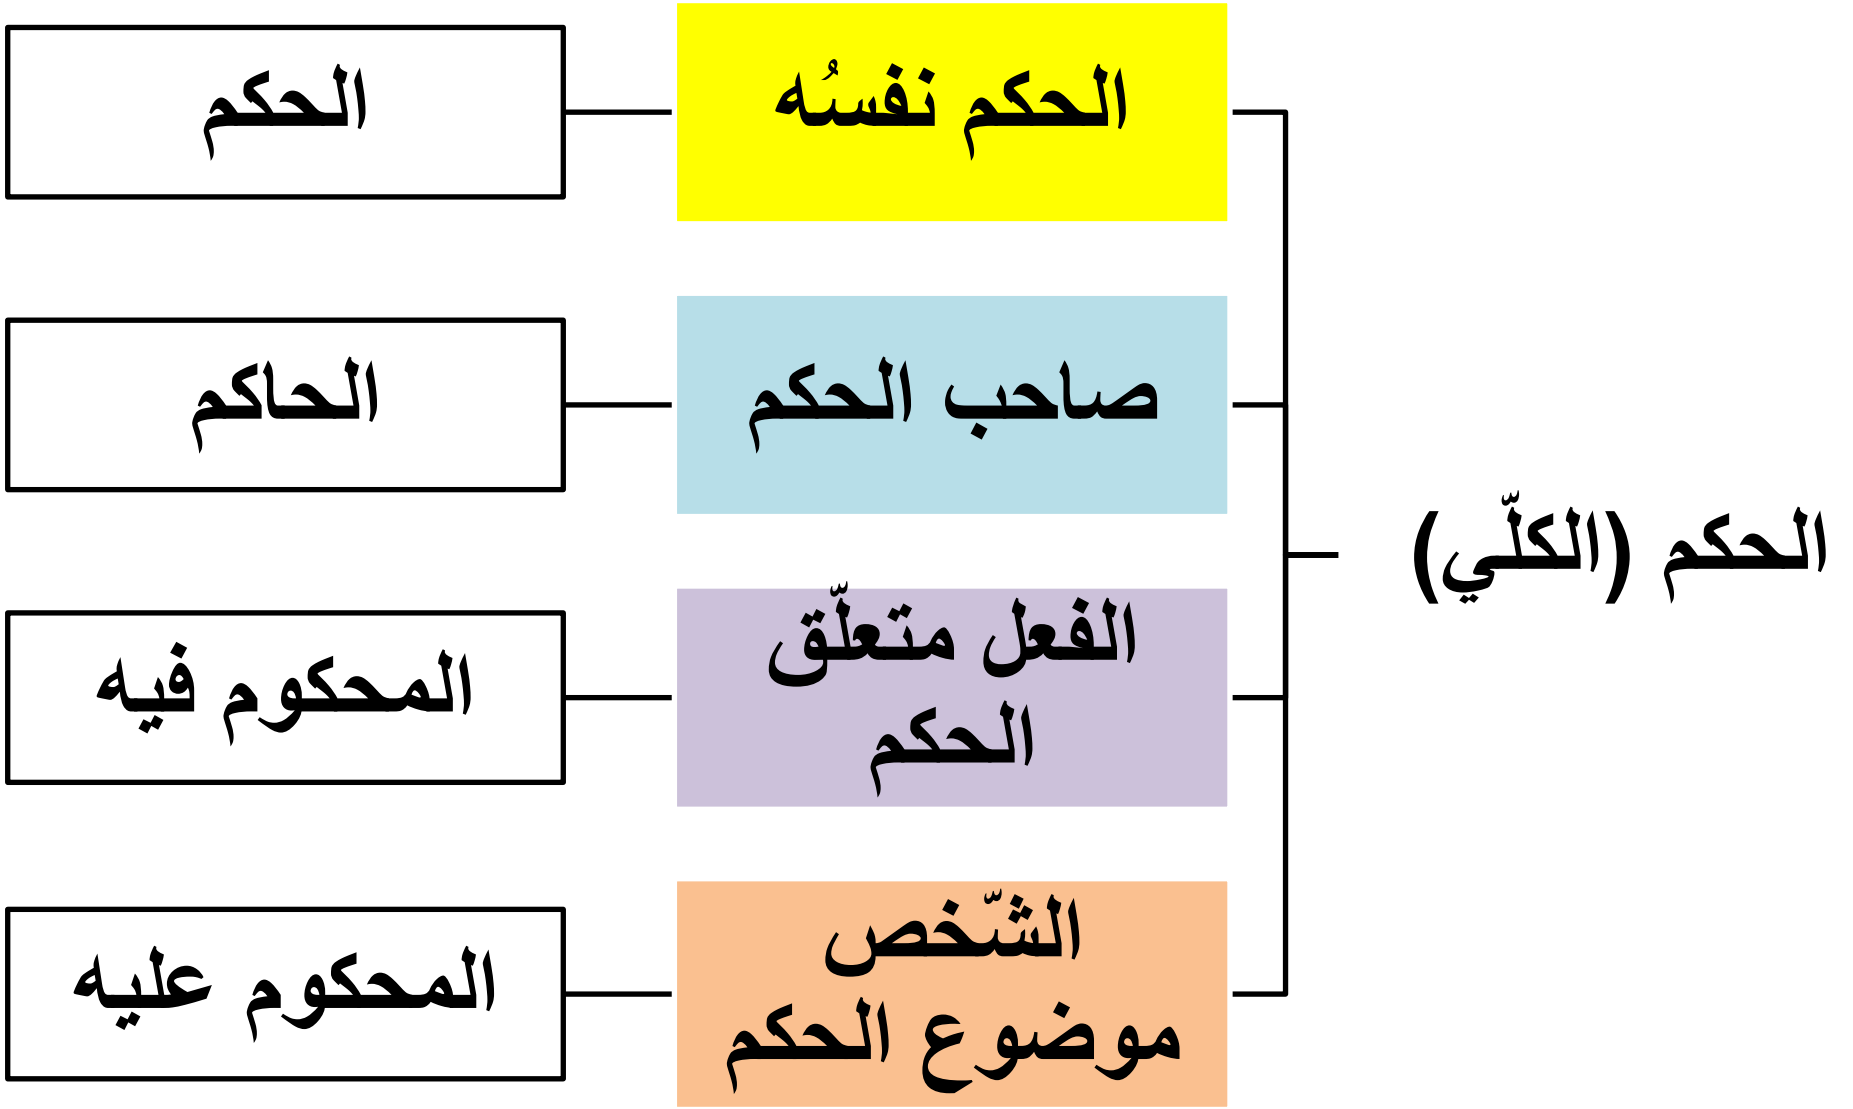 الحكم (الكلّي)
الحكم نفسُه
الحكم
صاحب الحكم
الحاكم
الفعل متعلّق
الحكم
المحكوم فيه
الشّخص
موضوع الحكم
المحكوم عليه